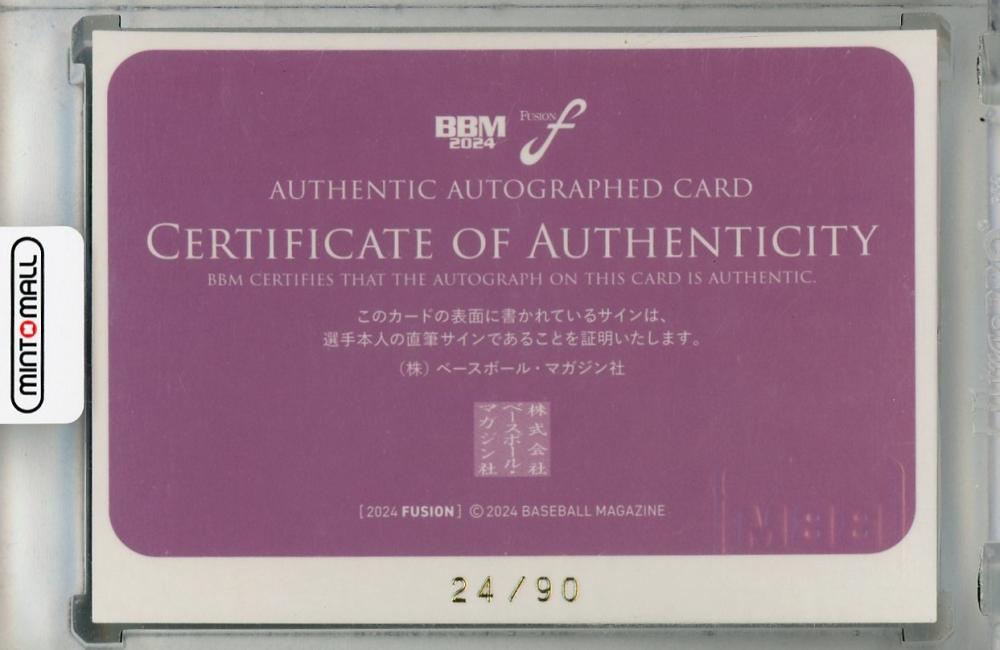 BBM
2024
FUSION f
AUTHENTIC AUTOGRAPHED CARD
CERTIFICATE OF AUTHENTICITY
BBM CERTIFIES THAT THE AUTOGRAPH ON THIS CARD IS AUTHENTIC.
このカードの表面に書かれているサインは、
選手本人の直筆サインであることを証明いたします。
（株）ベースボール・マガジン社
株式会社
ベースボール・
マガジン社
[2024 FUSION] ©2024 BASEBALL MAGAZINE
24/90
MINTOMALL